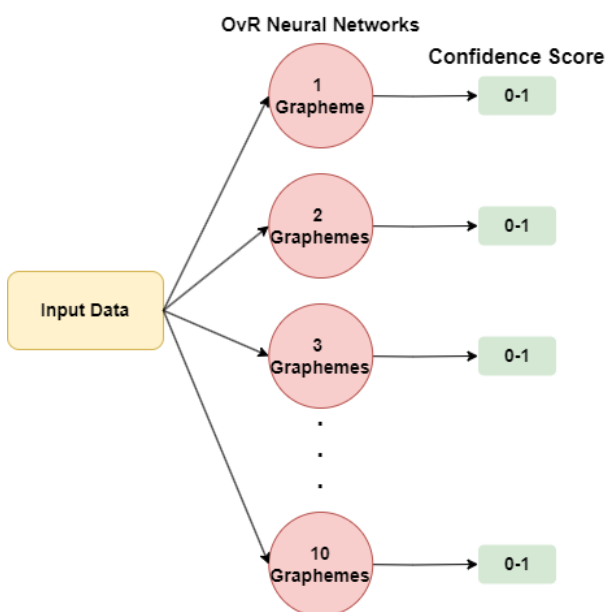 OvR Neural Networks
Confidence Score
1
Grapheme
0-1
2
Graphemes
0-1
Input Data
3
Graphemes
0-1
.
.
.
10
Graphemes
0-1